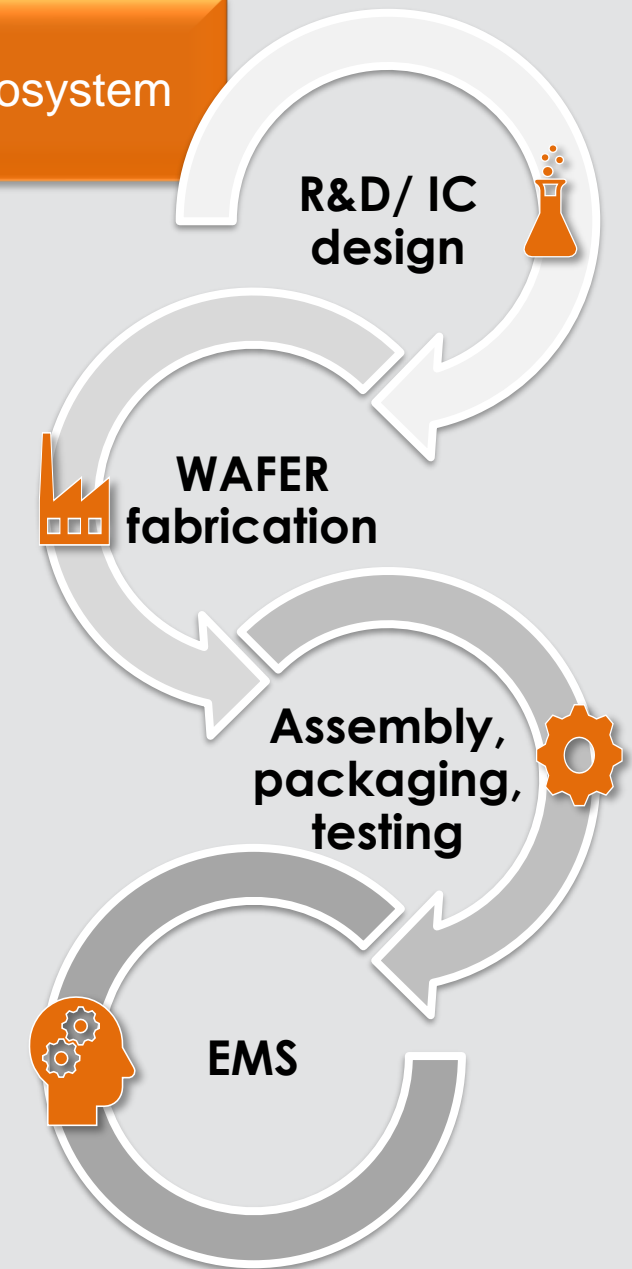 osystem
R&D/ IC
design
WAFER
fabrication
Assembly,
packaging,
testing
EMS